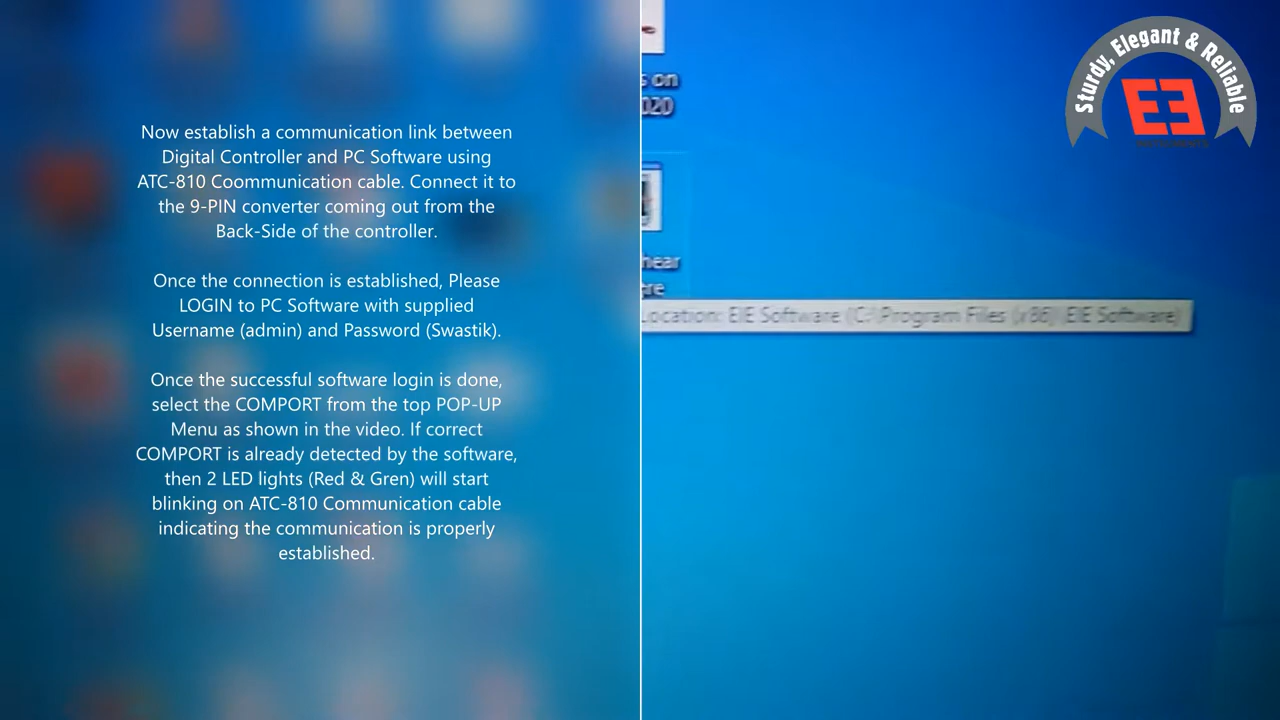 Now establish a communication link between
Digital Controller and PC Software using
ATC-810 Coommunication cable. Connect it to
the 9-PIN converter coming out from the
Back-Side of the controller.
Once the connection is established, Please
LOGIN to PC Software with supplied
Username (admin) and Password (Swastik).
Once the successful software login is done,
select the COMPORT from the top POP-UP
Menu as shown in the video. If correct
COMPORT is already detected by the software,
then 2 LED lights (Red & Gren) will start
blinking on ATC-810 Communication cable
indicating the communication is properly
established.
s on
020
hear
re
Location: EIE Software (C:\Program Files (x86)\EIE Software)
Sturdy, Elegant & Reliable
EIE
INSTRUMENTS